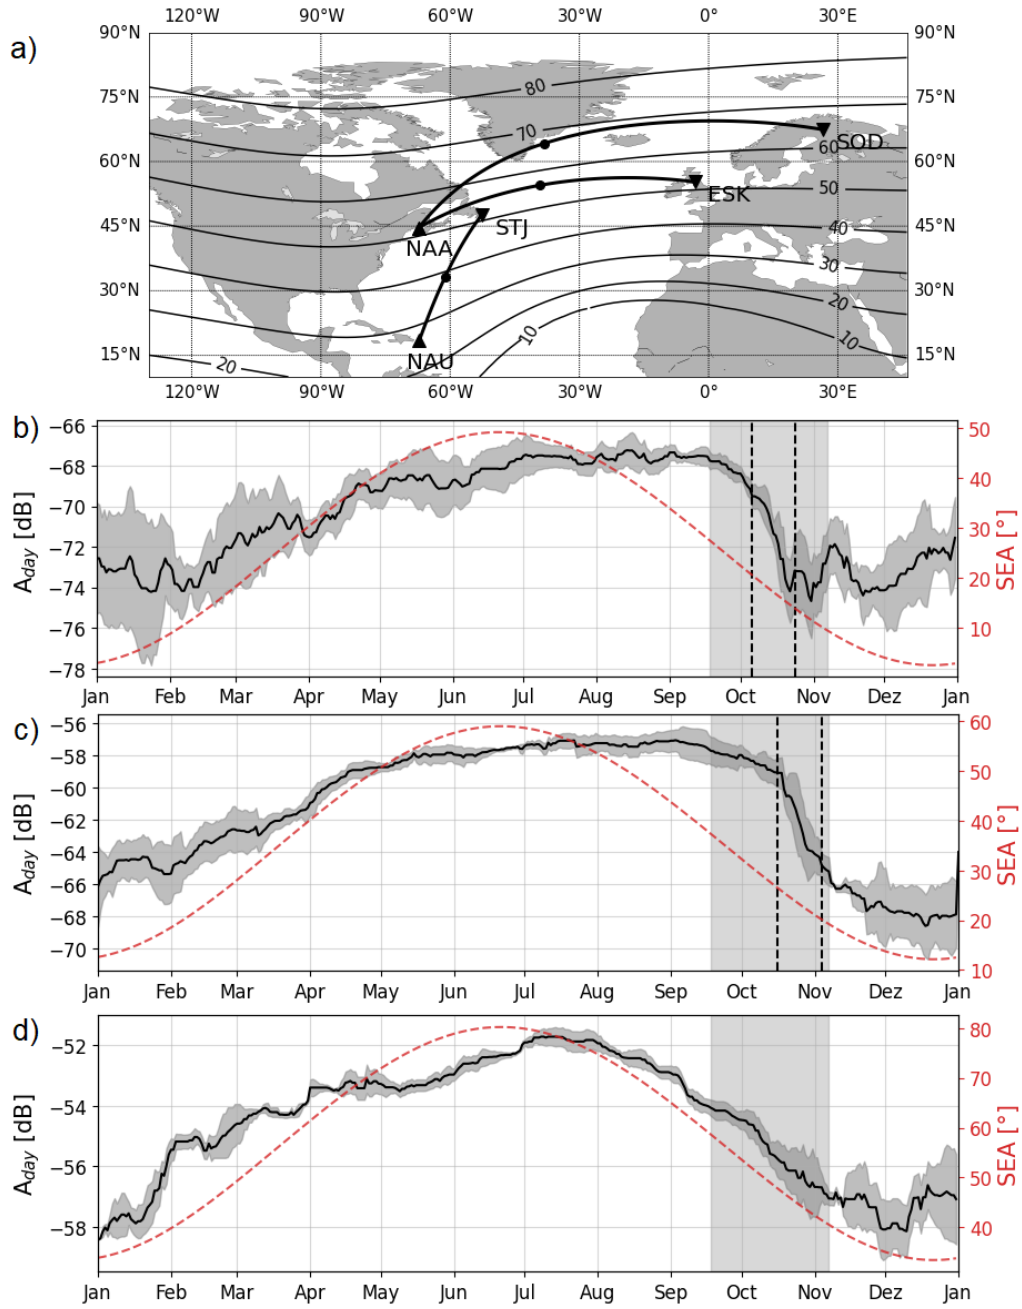 120°W 90°W 60°W 30°W 0° 30°E
a)
90°N 90°N
75°N 75°N
60°N 60°N
45°N 45°N
30°N 30°N
15°N 15°N
80
70
60
50
40
30
20
10
10
20
SOD
ESK
STJ
NAA
NAU
120°W 90°W 60°W 30°W 0° 30°E
b)
A_day [dB]
−66
−68
−70
−72
−74
−76
−78
50
40
30
20
10
SEA [°]
Jan Feb Mar Apr May Jun Jul Aug Sep Oct Nov Dez Jan
c)
A_day [dB]
−56
−58
−60
−62
−64
−66
−68
−70
60
50
40
30
20
10
SEA [°]
Jan Feb Mar Apr May Jun Jul Aug Sep Oct Nov Dez Jan
d)
A_day [dB]
−52
−54
−56
−58
80
70
60
50
40
SEA [°]
Jan Feb Mar Apr May Jun Jul Aug Sep Oct Nov Dez Jan